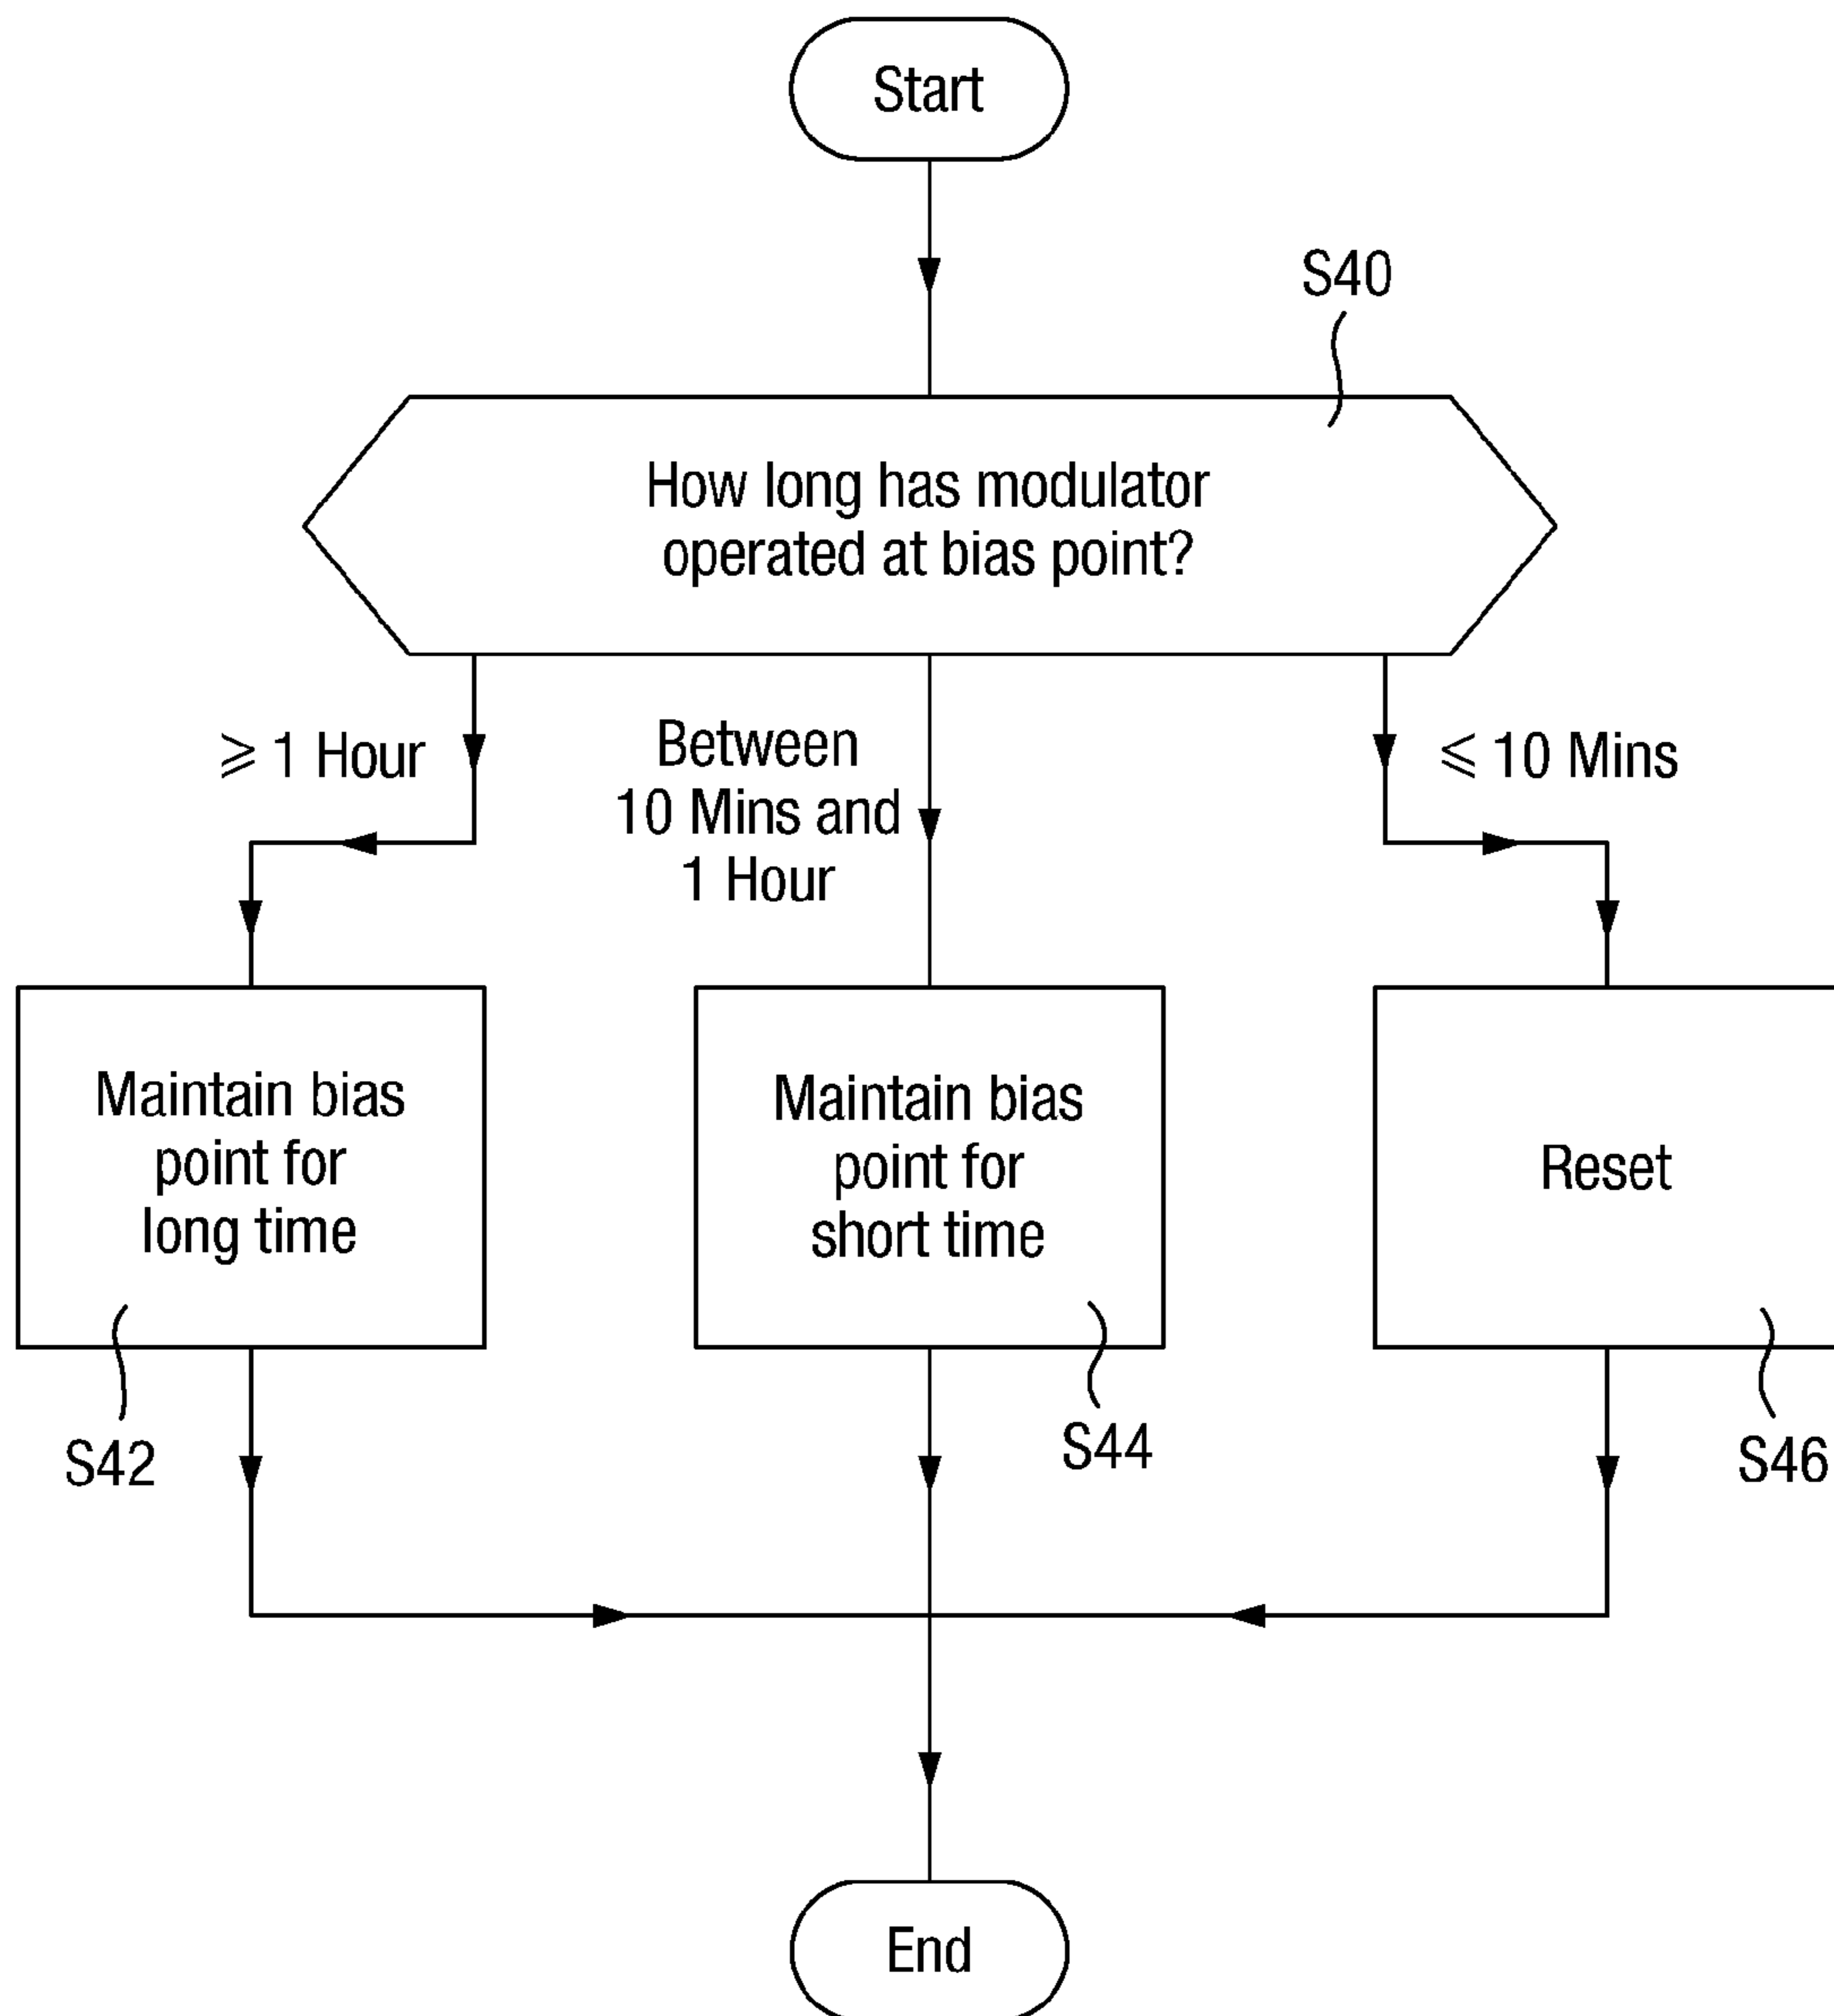 Start
S40
How long has modulator
operated at bias point?
⩾ 1 Hour
Between
10 Mins and
1 Hour
⩽ 10 Mins
Maintain bias
point for
long time
Maintain bias
point for
short time
Reset
S42
S44
S46
End